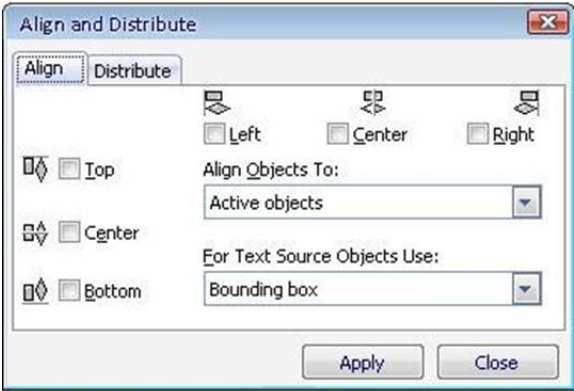 Align and Distribute
Align Distribute
Left Center Right
Top
Align Objects To:
Active objects
Center
For Text Source Objects Use:
Bottom
Bounding box
Apply Close